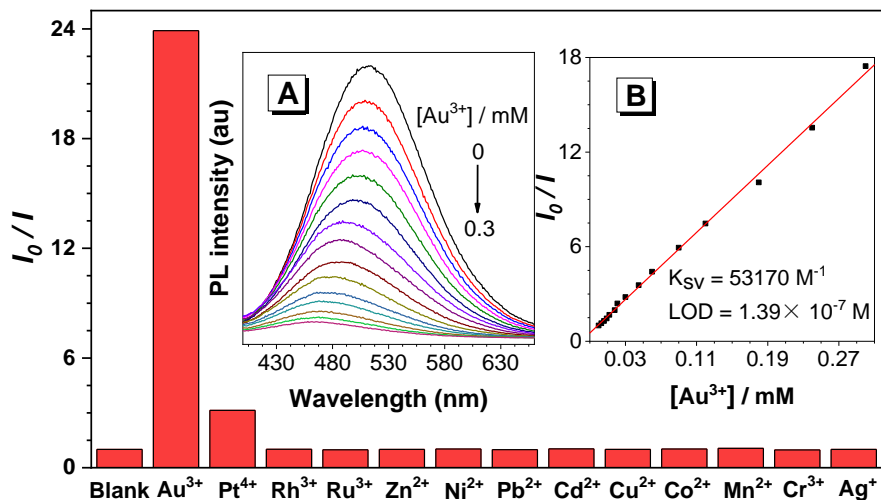 I₀ / I
24
18
12
6
0
Blank Au³⁺ Pt⁴⁺ Rh³⁺ Ru³⁺ Zn²⁺ Ni²⁺ Pb²⁺ Cd²⁺ Cu²⁺ Co²⁺ Mn²⁺ Cr³⁺ Ag⁺
A
PL intensity (au)
[Au³⁺] / mM
0
0.3
430 480 530 580 630
Wavelength (nm)
B
I₀ / I
18
12
6
0
K_SV = 53170 M⁻¹
LOD = 1.39× 10⁻⁷ M
0.03 0.11 0.19 0.27
[Au³⁺] / mM